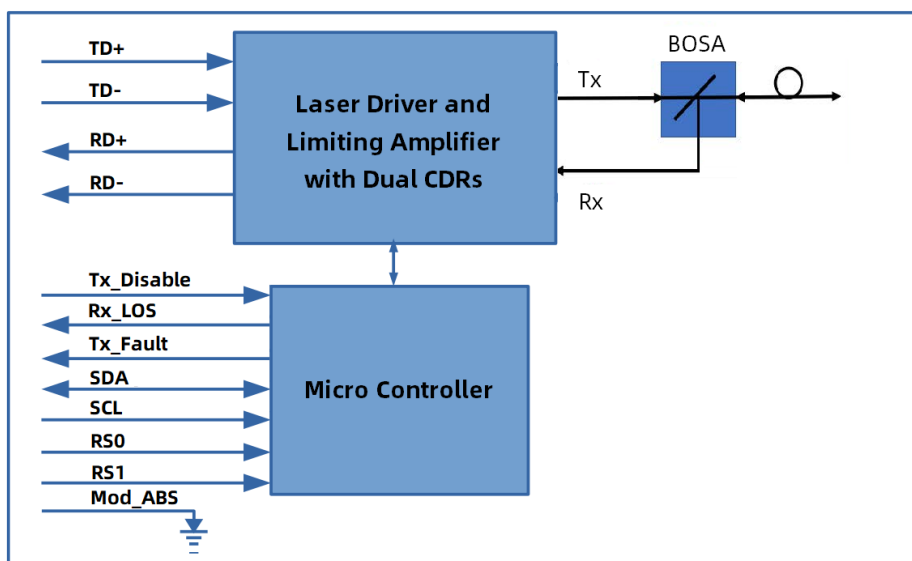 TD+
TD-
RD+
RD-
Laser Driver and
Limiting Amplifier
with Dual CDRs
Tx
Rx
BOSA
Tx_Disable
Rx_LOS
Tx_Fault
SDA
SCL
RS0
RS1
Mod_ABS
Micro Controller